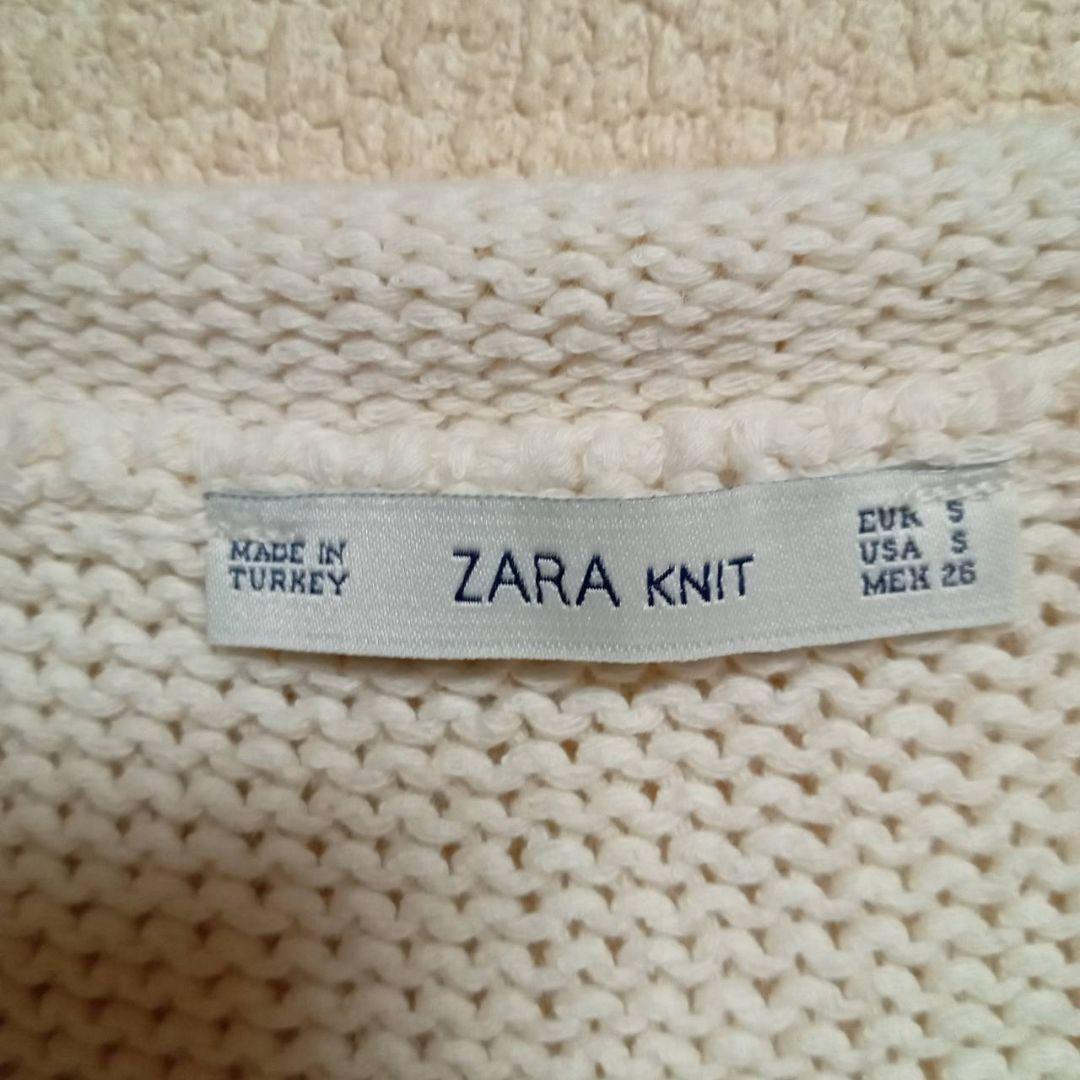 MADE IN
TURKEY
ZARA KNIT
EUR S
USA S
MEX 26